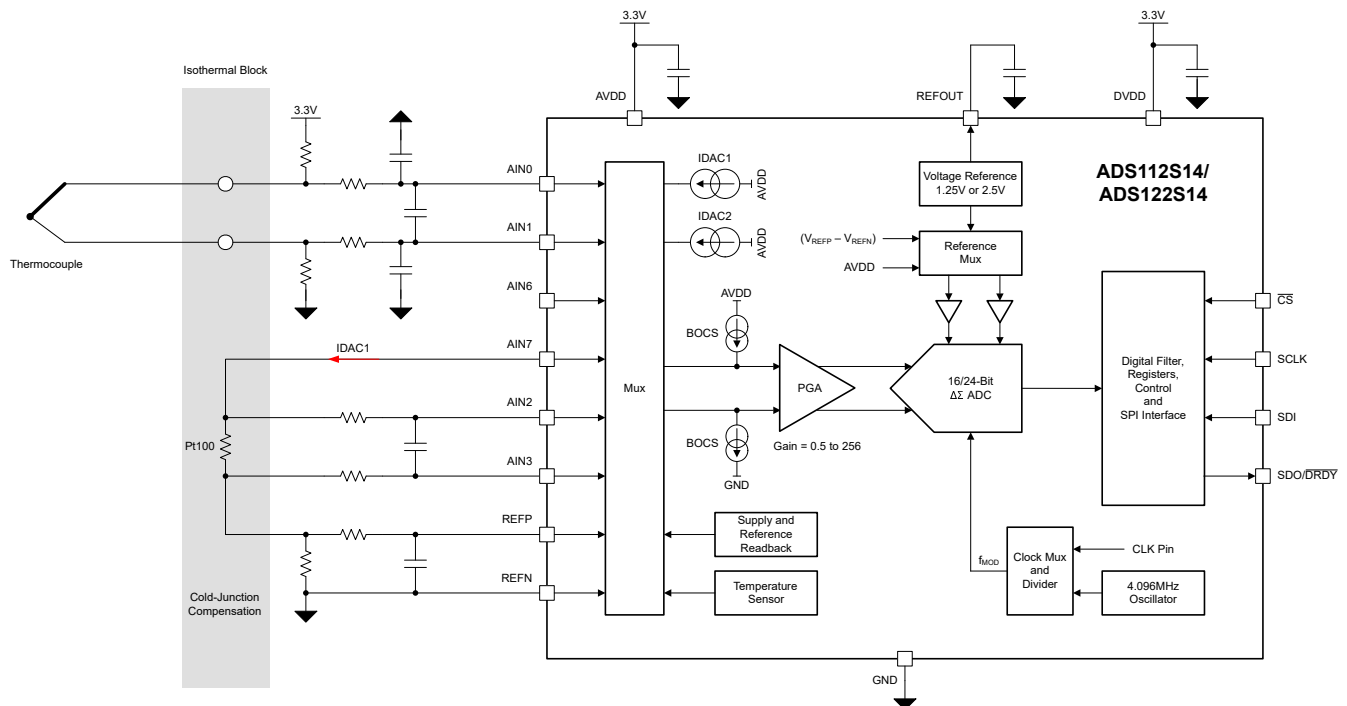 3.3V
3.3V
Isothermal Block
AVDD
REFOUT
DVDD
3.3V
ADS112S14/
ADS122S14
AIN0
IDAC1
AVDD
Voltage Reference
1.25V or 2.5V
AIN1
IDAC2
AVDD
(VREFP – VREFN)
AVDD
Reference
Mux
Thermocouple
AIN6
AVDD
BOCS
CS
IDAC1
AIN7
SCLK
Mux
PGA
16/24-Bit
ΔΣ ADC
Digital Filter,
Registers,
Control
and
SPI Interface
Pt100
AIN2
BOCS
GND
Gain = 0.5 to 256
SDI
AIN3
SDO/DRDY
REFP
Supply and
Reference
Readback
fMOD
Clock Mux
and
Divider
CLK Pin
REFN
Temperature
Sensor
4.096MHz
Oscillator
Cold-Junction
Compensation
GND